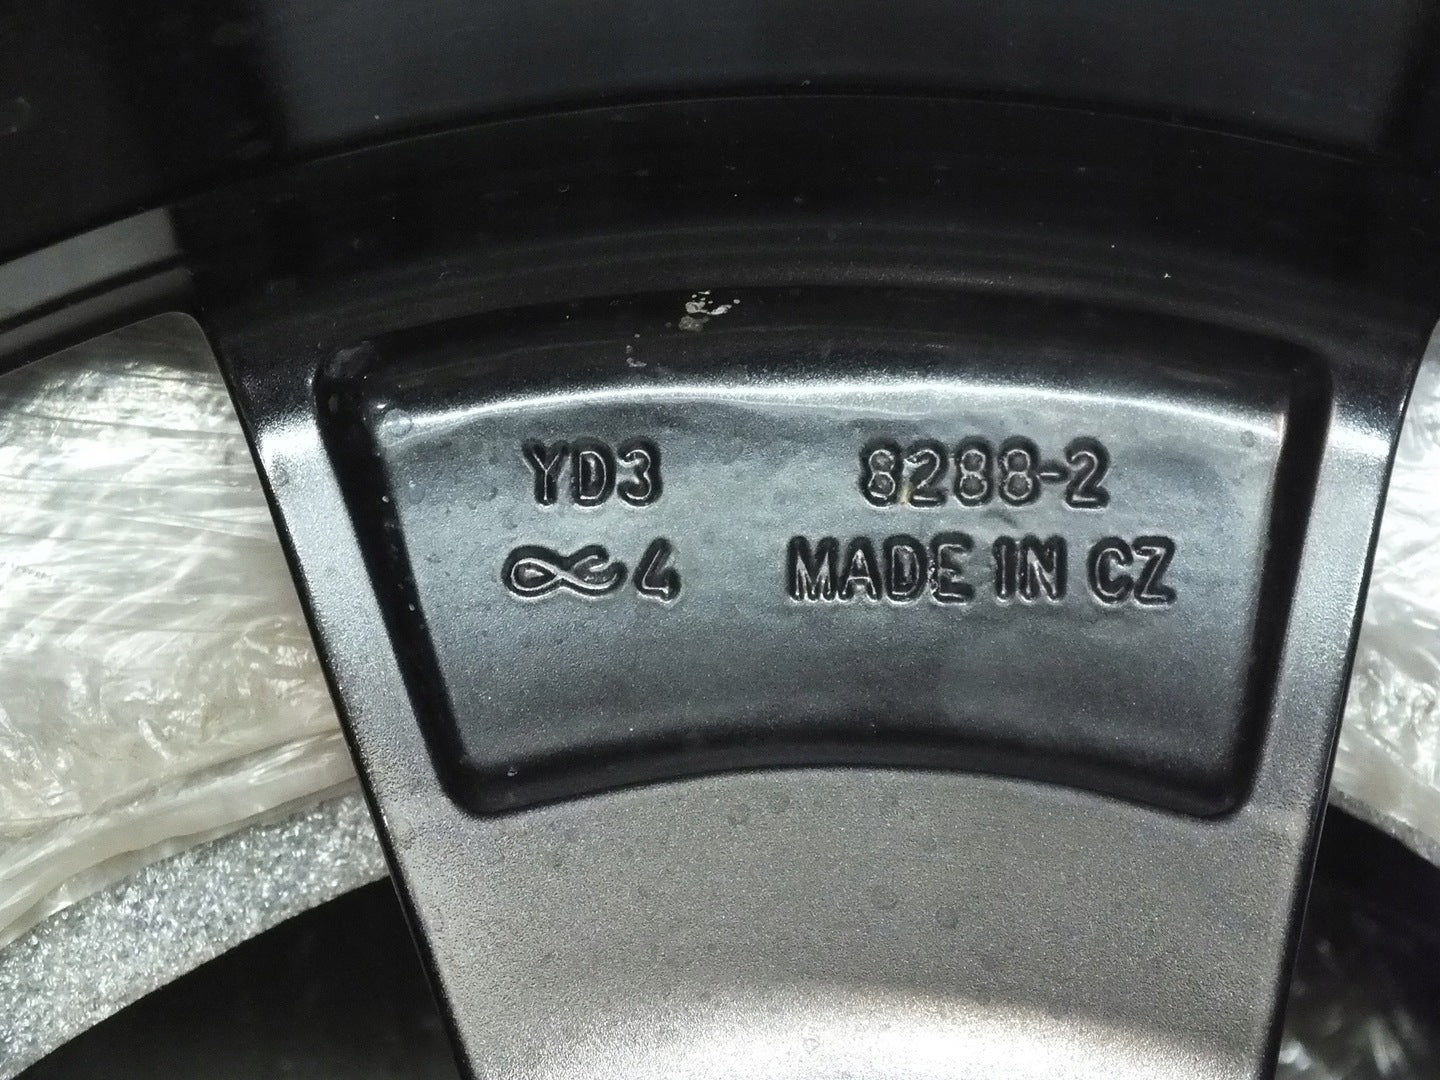 YD3 8288-2
∝4 MADE IN CZ